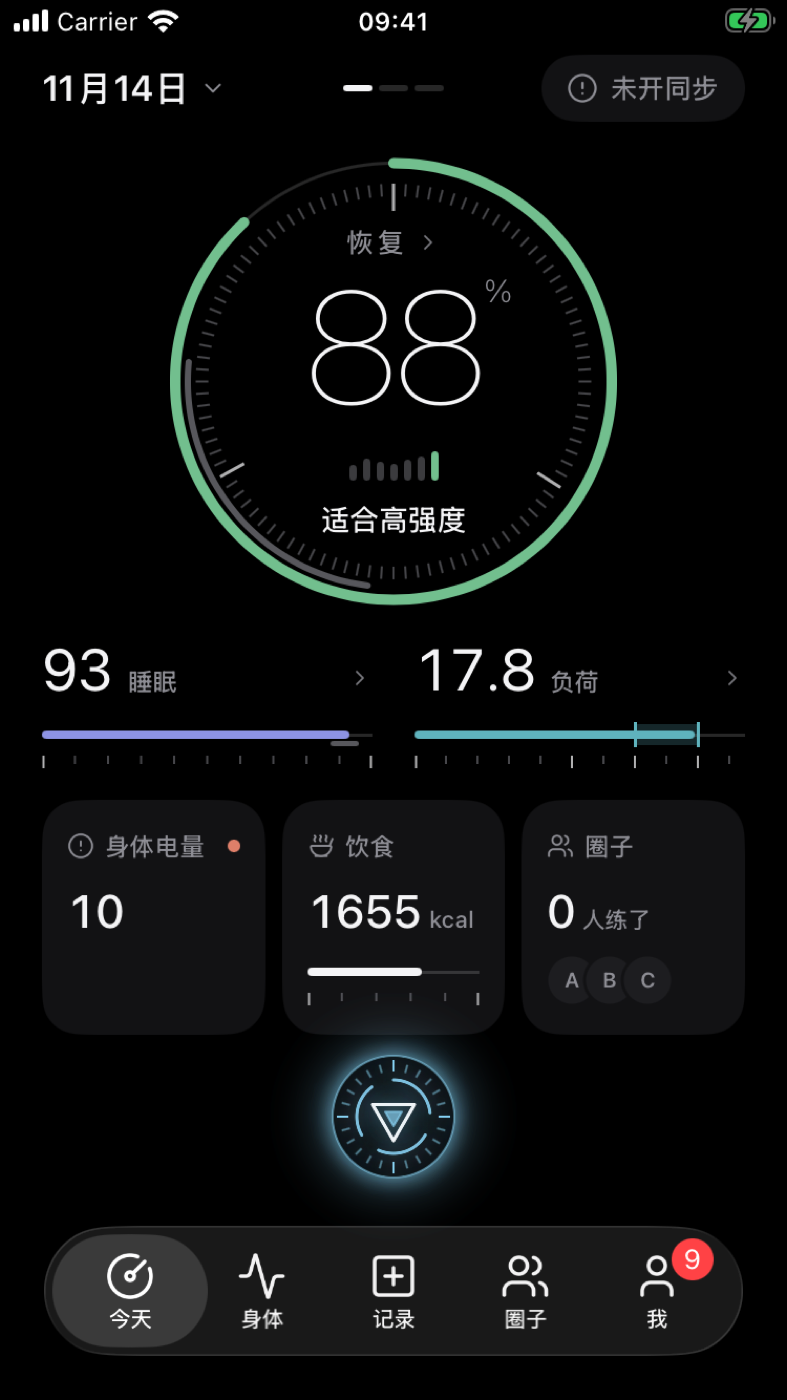 Carrier 09:41
11月14日 未开同步
恢复
88%
适合高强度
93 睡眠 17.8 负荷
身体电量 饮食 圈子
10 1655 kcal 0 人练了
A B C
9
今天 身体 记录 圈子 我